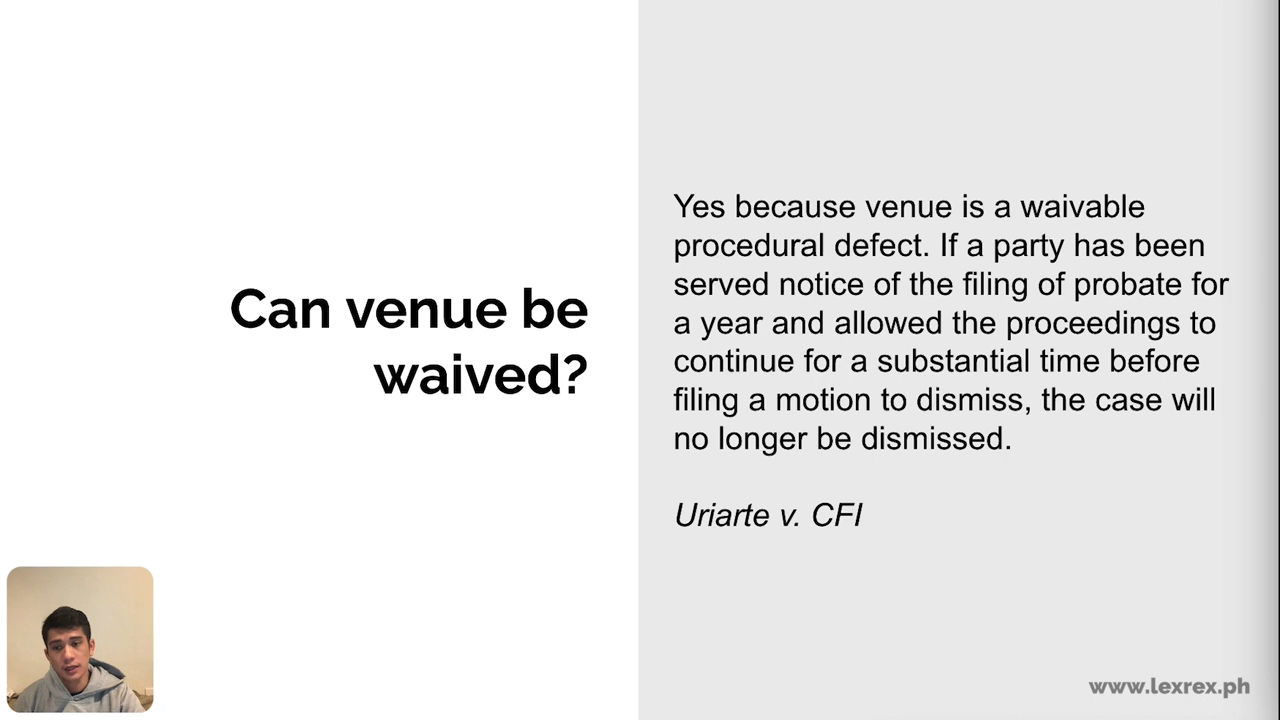 Can venue be
waived?
Yes because venue is a waivable
procedural defect. If a party has been
served notice of the filing of probate for
a year and allowed the proceedings to
continue for a substantial time before
filing a motion to dismiss, the case will
no longer be dismissed.
Uriarte v. CFI
www.lexrex.ph